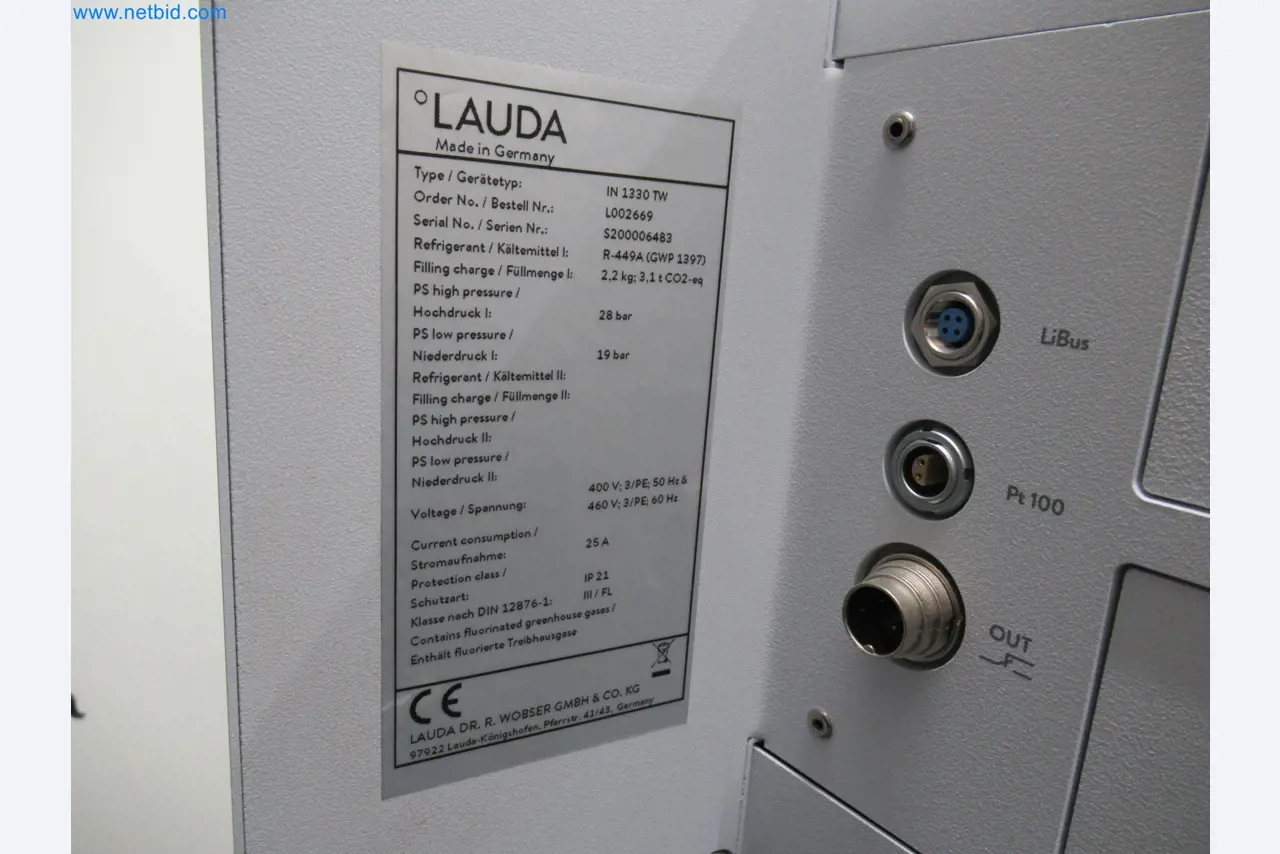 www.netbid.com
°LAUDA
Made in Germany
Type / Gerätetyp: IN 1330 TW
Order No. / Bestell Nr.: L002669
Serial No. / Serien Nr.: S200006483
Refrigerant / Kältemittel I: R-449A (GWP 1397)
Filling charge / Füllmenge I: 2,2 kg; 3,1 t CO2-eq
PS high pressure /
Hochdruck I: 28 bar
PS low pressure /
Niederdruck I: 19 bar
Refrigerant / Kältemittel II:
Filling charge / Füllmenge II:
PS high pressure /
Hochdruck II:
PS low pressure /
Niederdruck II:
400 V; 3/PE; 50 Hz &
Voltage / Spannung: 460 V; 3/PE; 60 Hz
Current consumption /
Stromaufnahme: 25 A
Protection class /
Schutzart: IP 21
Klasse nach DIN 12876-1: III / FL
Contains fluorinated greenhouse gases /
Enthält fluorierte Treibhausgase
CE
LAUDA DR. R. WOBSER GMBH & CO. KG
97922 Lauda-Königshofen, Pfarrstr. 41/43, Germany
LiBus
Pt 100
OUT